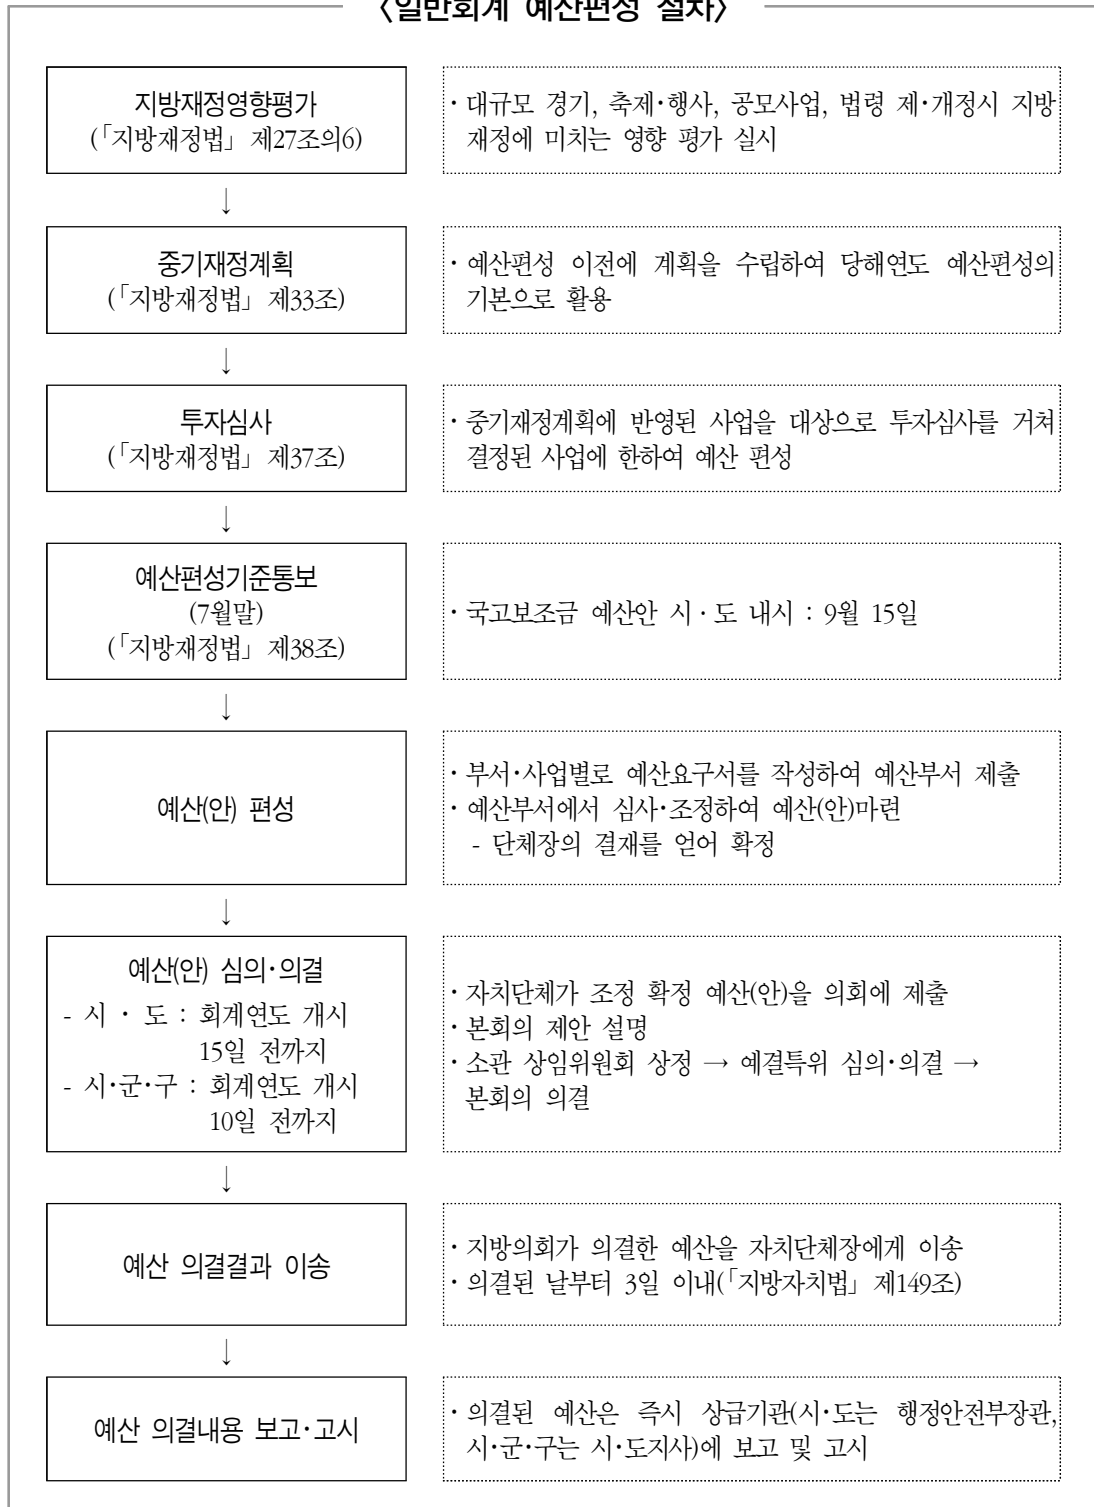 〈일반회계 예산편성 절차〉
지방재정영향평가
(「지방재정법」 제27조의6)
· 대규모 경기, 축제·행사, 공모사업, 법령 제·개정시 지방
재정에 미치는 영향 평가 실시
↓
중기재정계획
(「지방재정법」 제33조)
· 예산편성 이전에 계획을 수립하여 당해연도 예산편성의
기본으로 활용
↓
투자심사
(「지방재정법」 제37조)
· 중기재정계획에 반영된 사업을 대상으로 투자심사를 거쳐
결정된 사업에 한하여 예산 편성
↓
예산편성기준통보
(7월말)
(「지방재정법」 제38조)
· 국고보조금 예산안 시 · 도 내시 : 9월 15일
↓
예산(안) 편성
· 부서·사업별로 예산요구서를 작성하여 예산부서 제출
· 예산부서에서 심사·조정하여 예산(안)마련
- 단체장의 결재를 얻어 확정
↓
예산(안) 심의·의결
- 시 · 도 : 회계연도 개시
15일 전까지
- 시·군·구 : 회계연도 개시
10일 전까지
· 자치단체가 조정 확정 예산(안)을 의회에 제출
· 본회의 제안 설명
· 소관 상임위원회 상정 → 예결특위 심의·의결 →
본회의 의결
↓
예산 의결결과 이송
· 지방의회가 의결한 예산을 자치단체장에게 이송
· 의결된 날부터 3일 이내(「지방자치법」 제149조)
↓
예산 의결내용 보고·고시
· 의결된 예산은 즉시 상급기관(시·도는 행정안전부장관,
시·군·구는 시·도지사)에 보고 및 고시